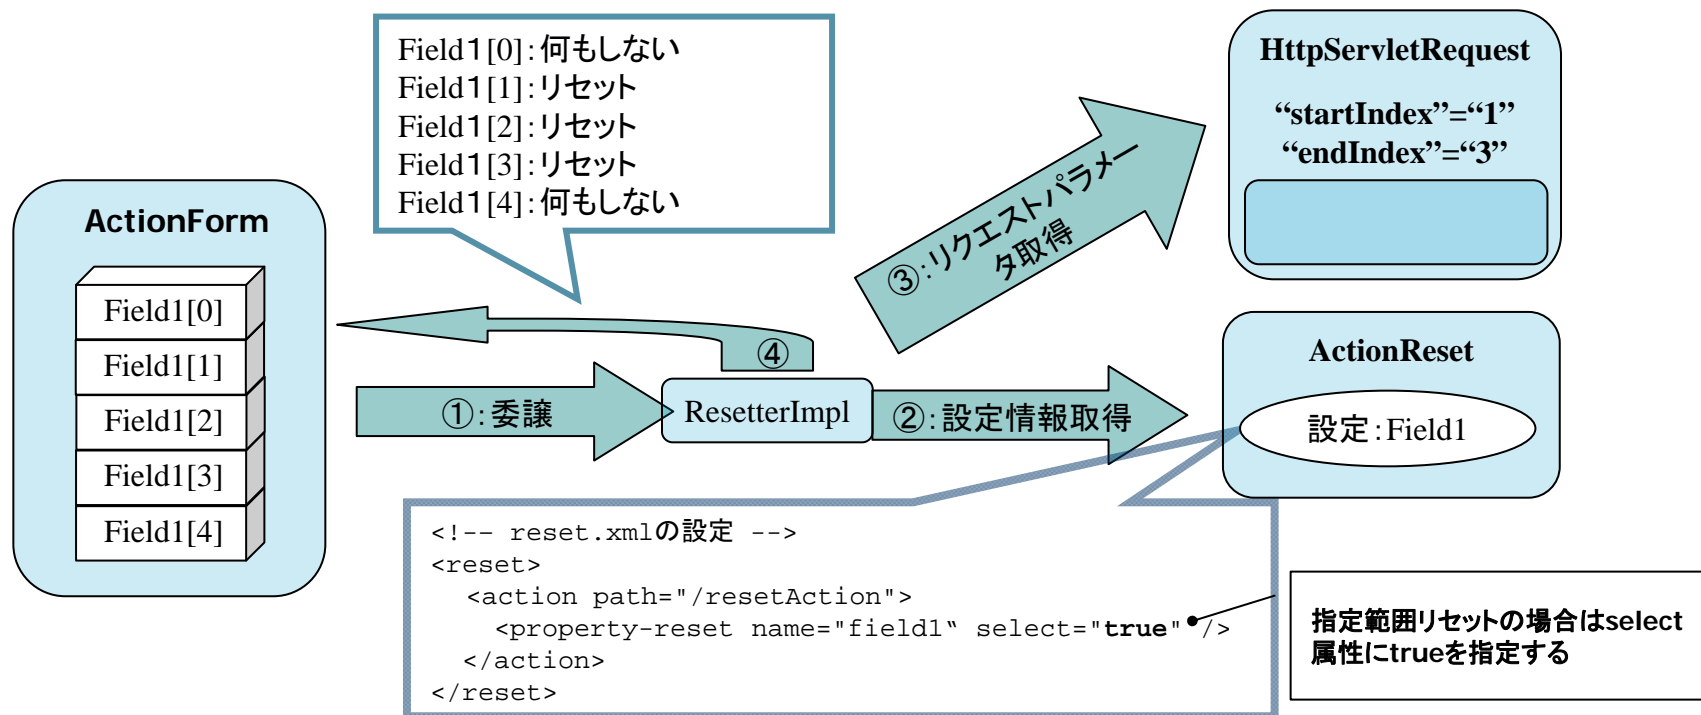 Field１[0]：何もしない
Field１[1]：リセット
Field１[2]：リセット
Field１[3]：リセット
Field１[4]：何もしない
HttpServletRequest
“startIndex”=“1”
“endIndex”=“3”
ActionForm
Field1[0]
Field1[1]
Field1[2]
Field1[3]
Field1[4]
③：リクエストパラメー
タ取得
④
①：委譲
ResetterImpl
②：設定情報取得
ActionReset
設定：Field1
<!-- reset.xmlの設定 -->
<reset>
<action path="/resetAction">
<property-reset name="field1“ select="true" />
</action>
</reset>
指定範囲リセットの場合はselect
属性にtrueを指定する